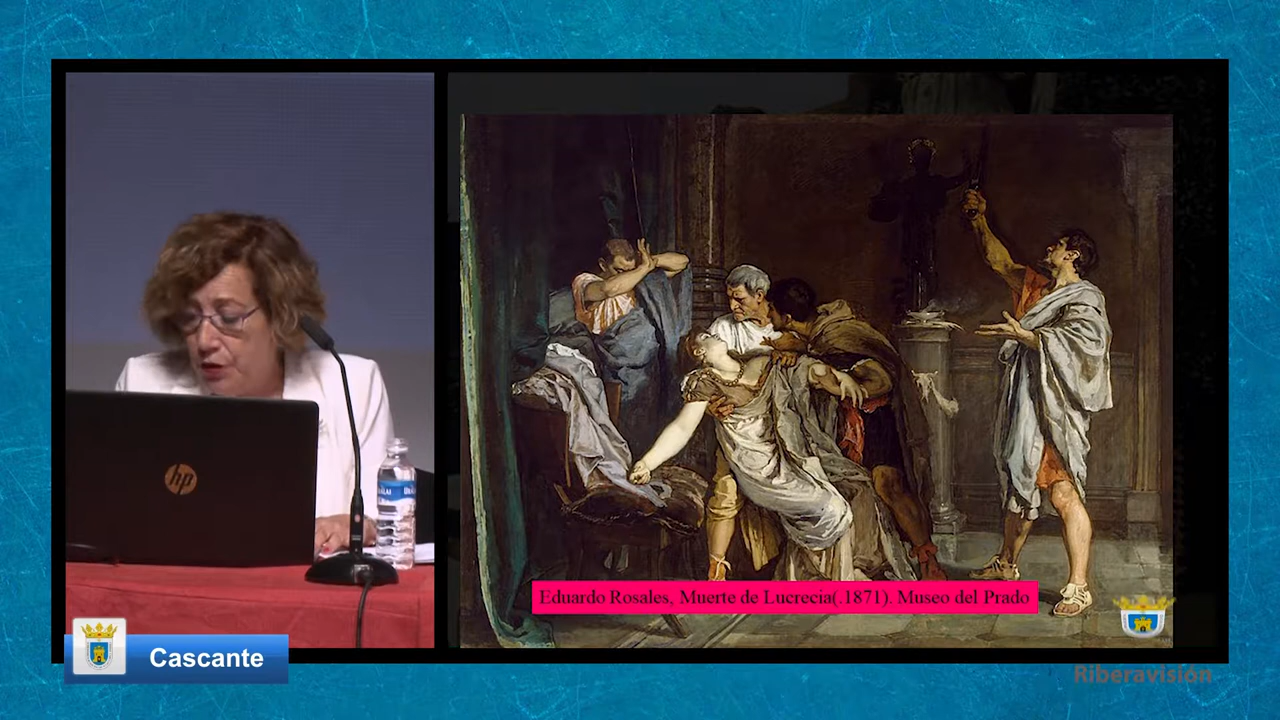 hp
Eduardo Rosales, Muerte de Lucrecia(.1871). Museo del Prado
Cascante
Riberavisión